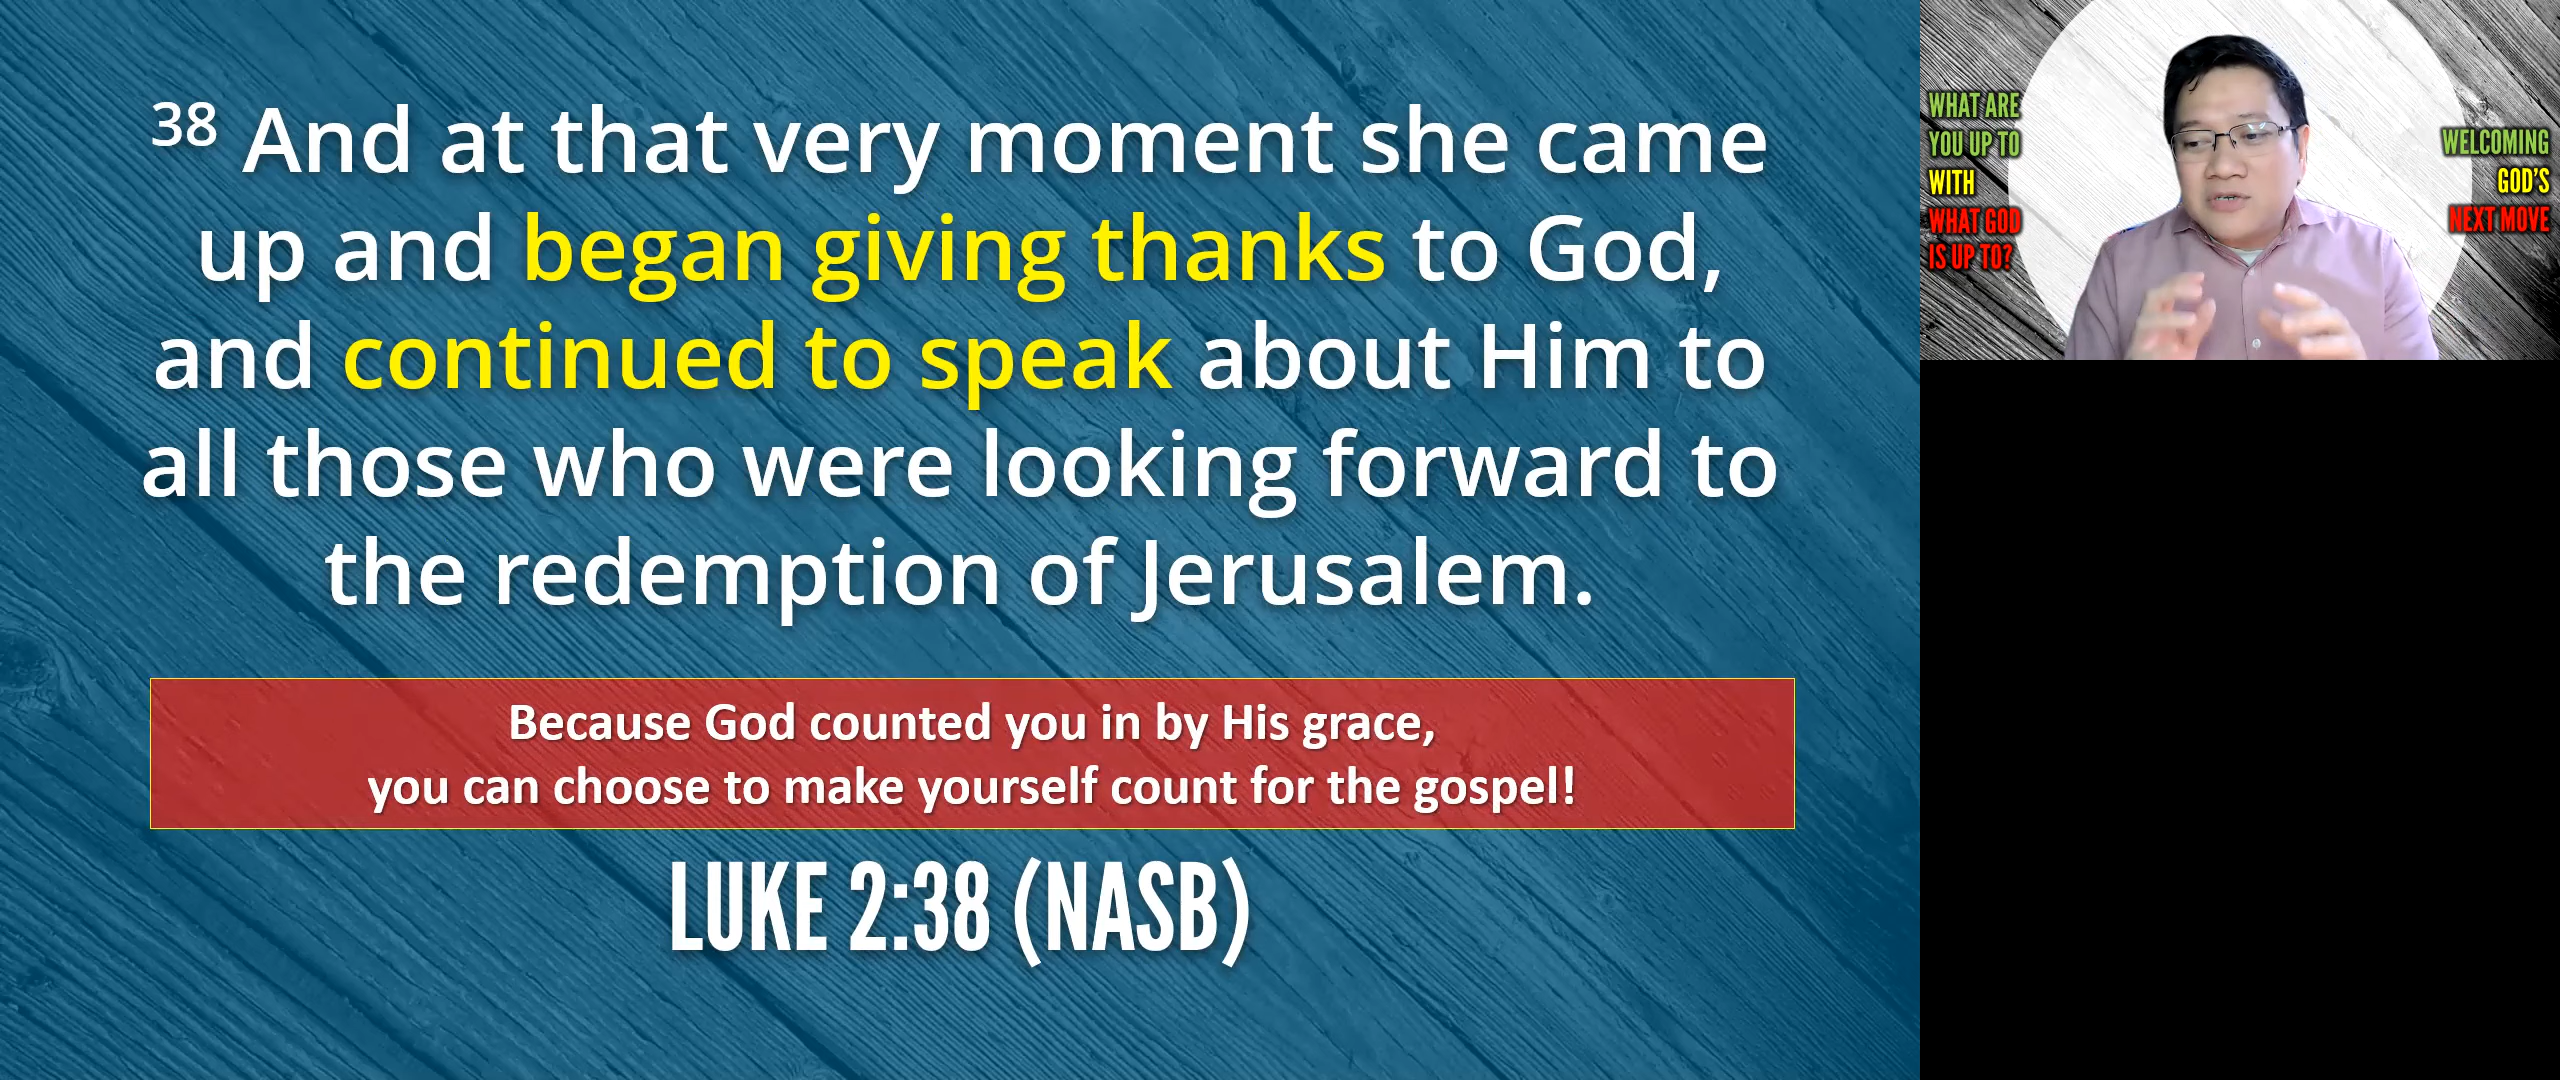 38 And at that very moment she came
up and began giving thanks to God,
and continued to speak about Him to
all those who were looking forward to
the redemption of Jerusalem.
Because God counted you in by His grace,
you can choose to make yourself count for the gospel!
LUKE 2:38 (NASB)
WHAT ARE
YOU UP TO
WITH
WHAT GOD
IS UP TO?
WELCOMING
GOD'S
NEXT MOVE